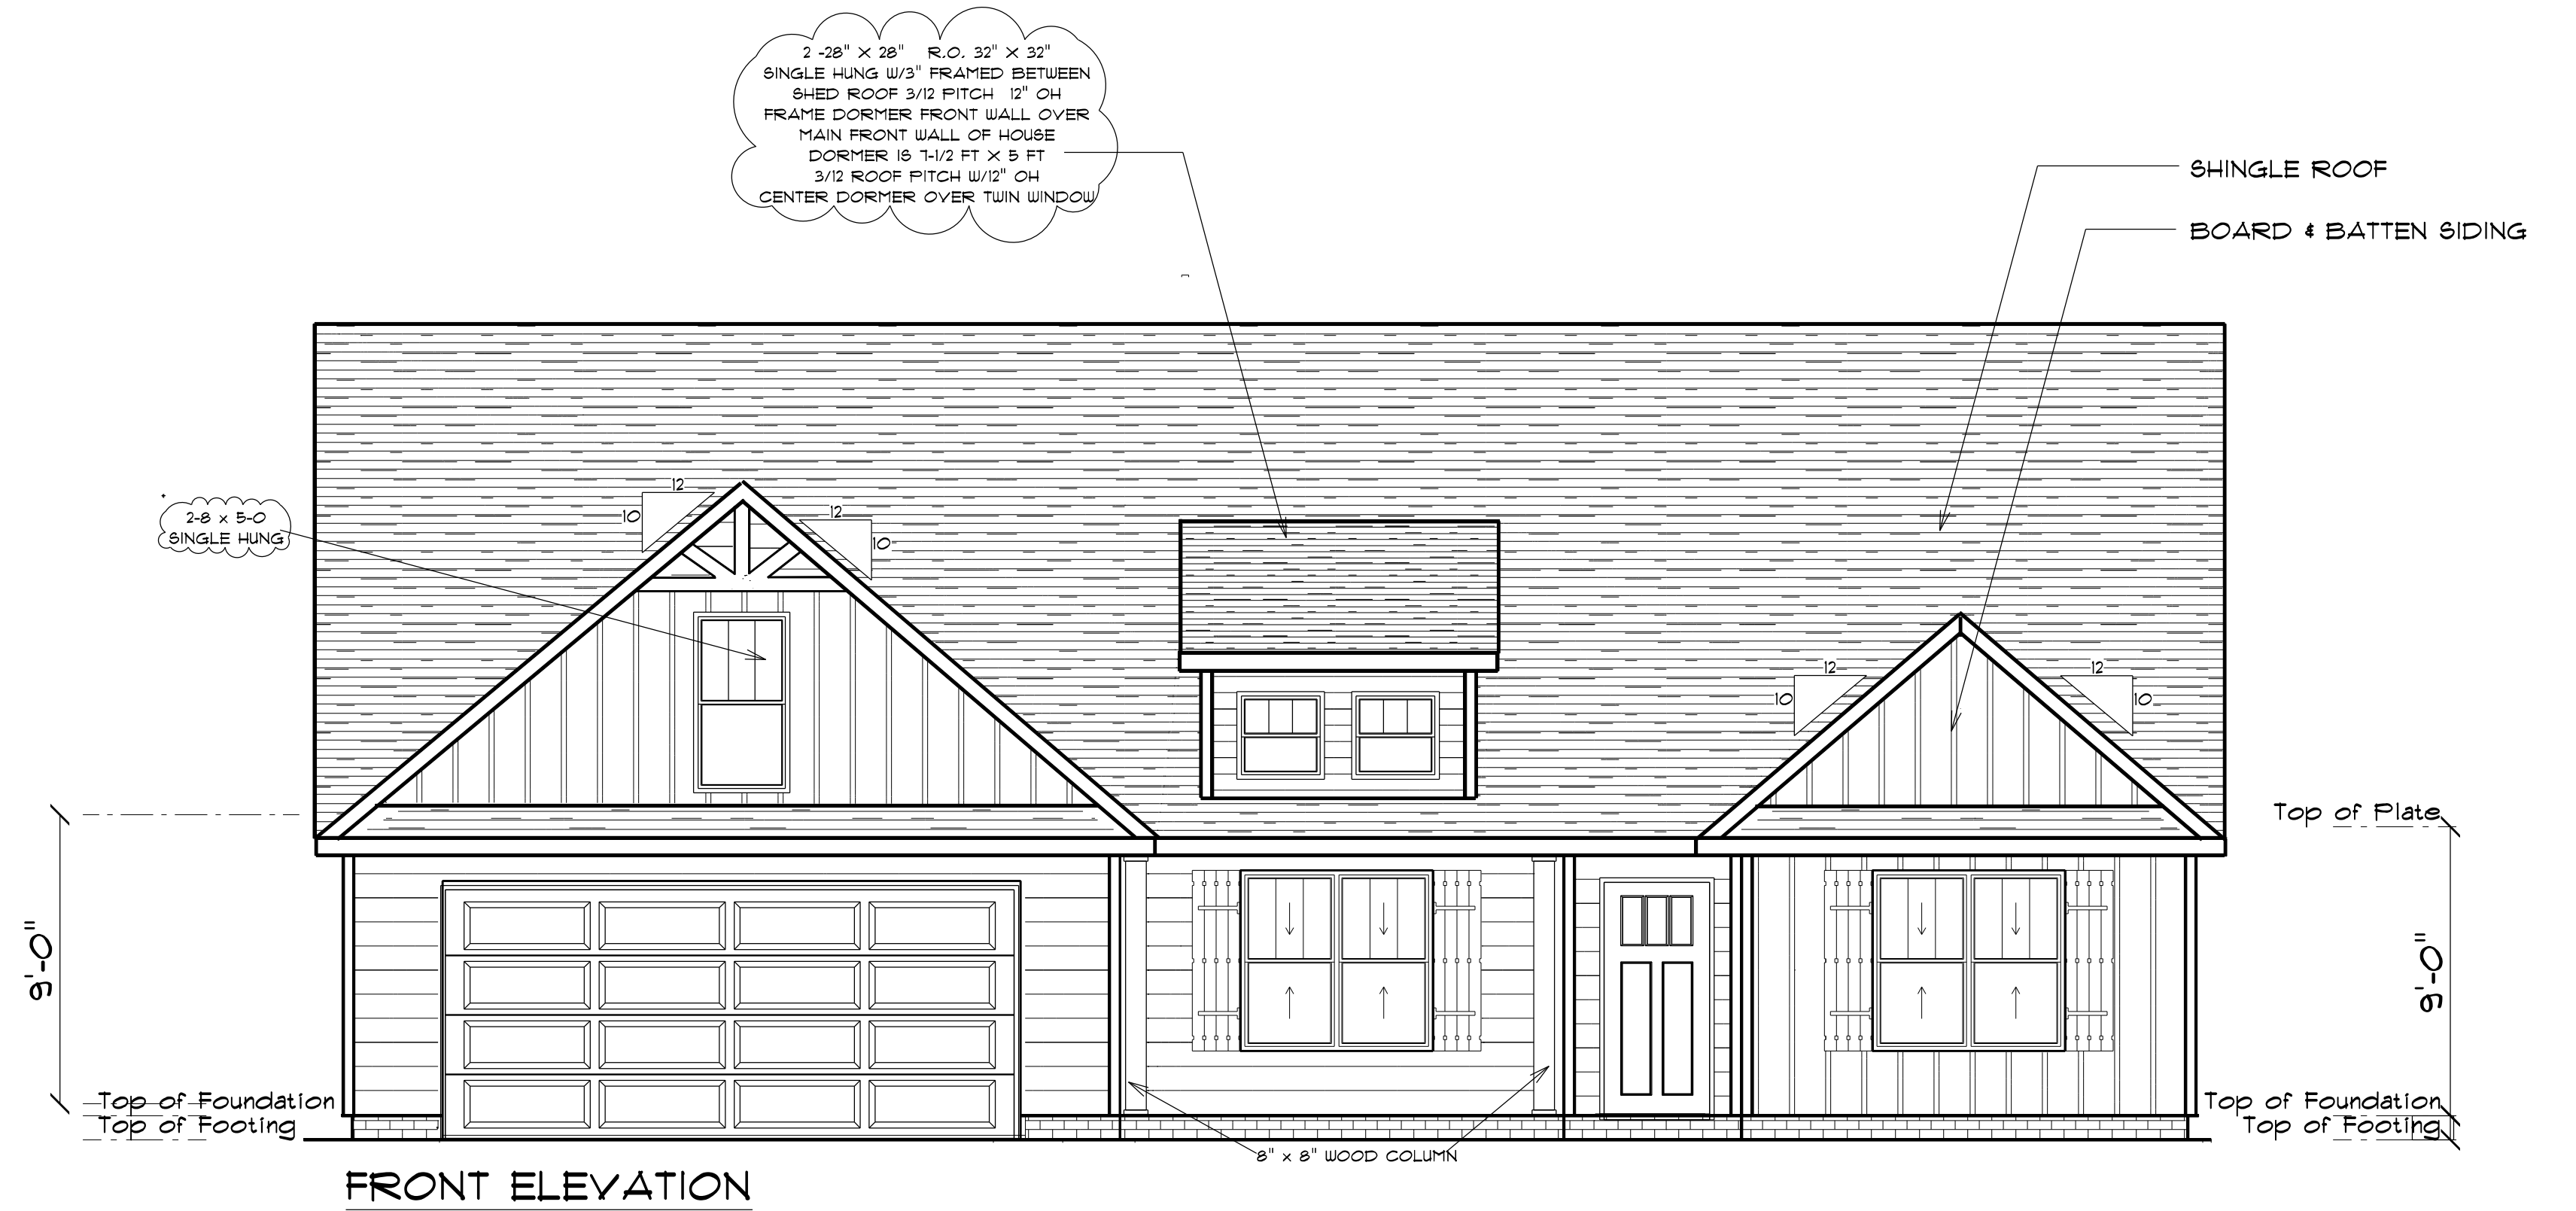 2 -28" X 28" R.O. 32" X 32"
SINGLE HUNG W/3" FRAMED BETWEEN
SHED ROOF 3/12 PITCH 12" OH
FRAME DORMER FRONT WALL OVER
MAIN FRONT WALL OF HOUSE
DORMER IS 7-1/2 FT X 5 FT
3/12 ROOF PITCH W/12" OH
CENTER DORMER OVER TWIN WINDOW
SHINGLE ROOF
BOARD & BATTEN SIDING
12
10
12
10
2-8 x 5-0
SINGLE HUNG
12
10
12
10
Top of Plate
9'-0"
9'-0"
Top of Foundation
Top of Footing
Top of Foundation
Top of Footing
8" x 8" WOOD COLUMN
FRONT ELEVATION